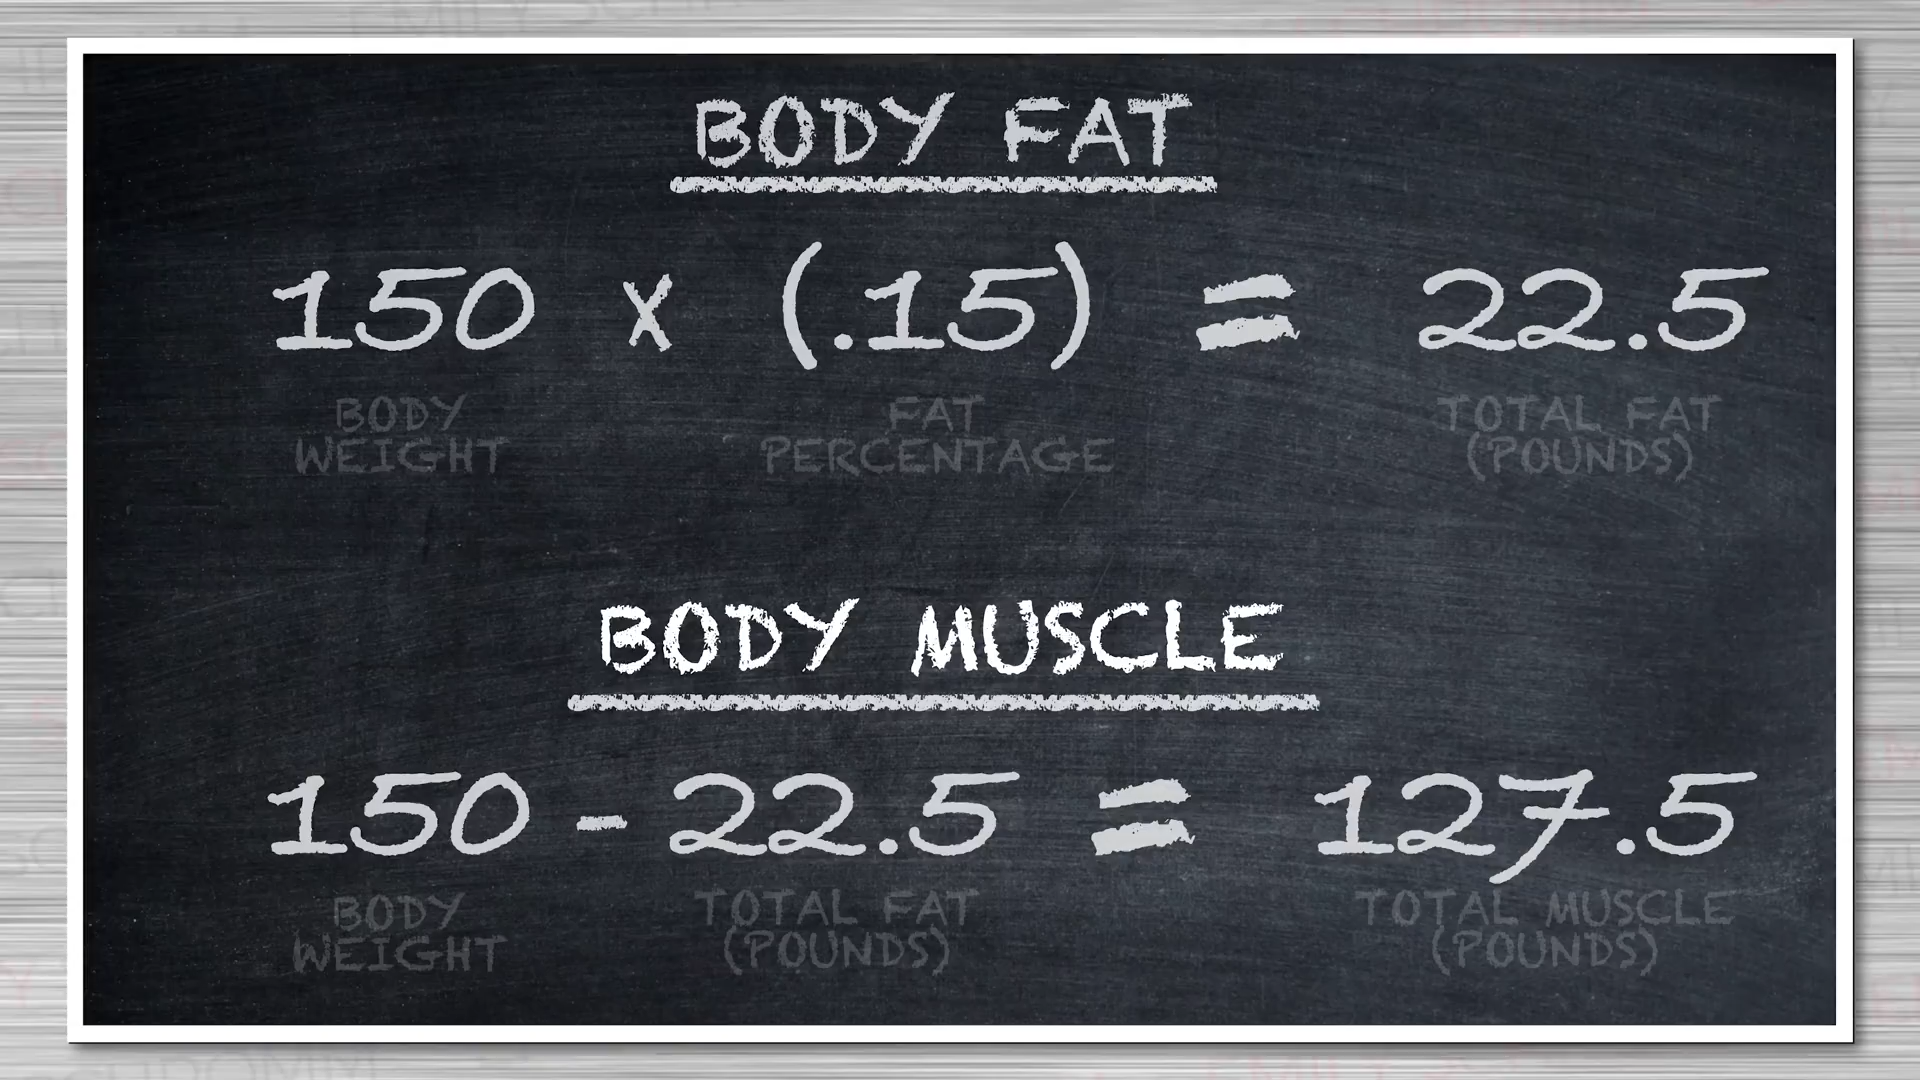 BODY FAT
150 x (.15) = 22.5
BODY WEIGHT
FAT PERCENTAGE
TOTAL FAT (POUNDS)
BODY MUSCLE
150 - 22.5 = 127.5
BODY WEIGHT
TOTAL FAT (POUNDS)
TOTAL MUSCLE (POUNDS)